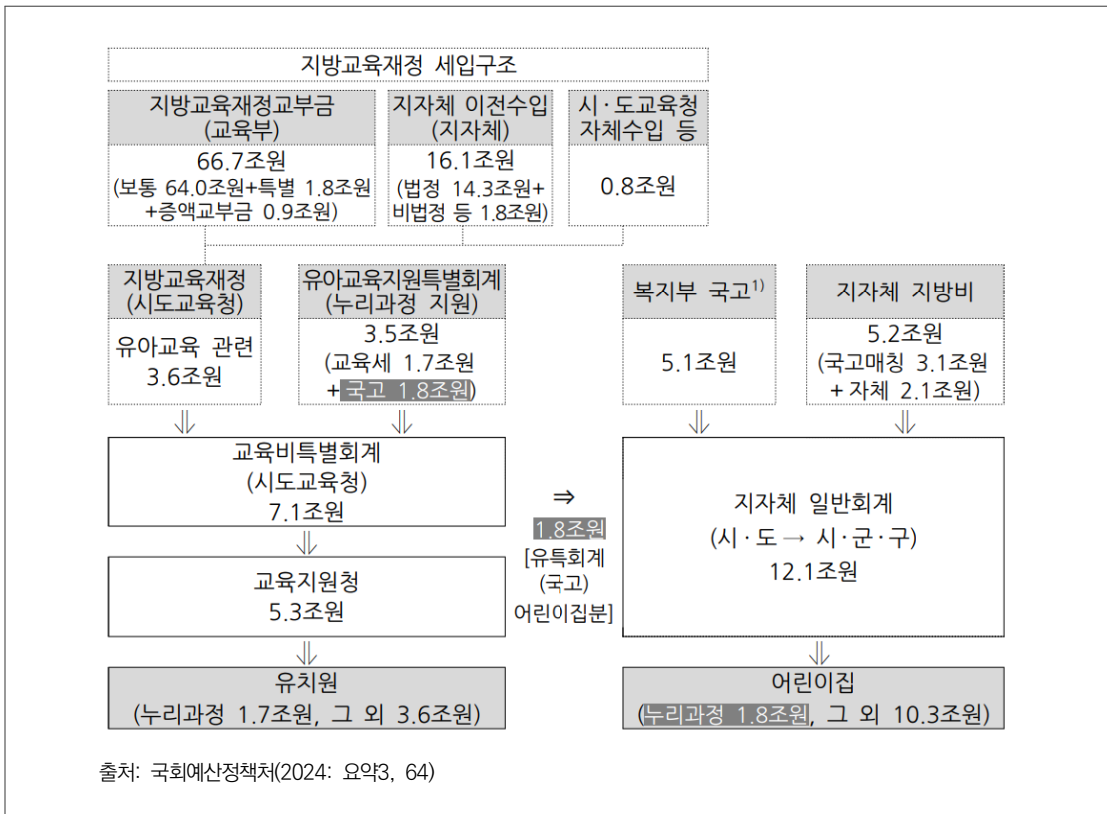 지방교육재정 세입구조
지방교육재정교부금
(교육부)
66.7조원
(보통 64.0조원+특별 1.8조원
+증액교부금 0.9조원)
지자체 이전수입
(지자체)
16.1조원
(법정 14.3조원+
비법정 등 1.8조원)
시·도교육청
자체수입 등
0.8조원
지방교육재정
(시도교육청)
유아교육 관련
3.6조원
유아교육지원특별회계
(누리과정 지원)
3.5조원
(교육세 1.7조원
+국고 1.8조원)
복지부 국고1)
5.1조원
지자체 지방비
5.2조원
(국고매칭 3.1조원
+자체 2.1조원)
⇓
⇓
⇓
⇓
교육비특별회계
(시도교육청)
7.1조원
⇓
교육지원청
5.3조원
⇒
1.8조원
[유특회계
(국고)
어린이집분]
지자체 일반회계
(시·도→ 시·군·구)
12.1조원
⇓
⇓
유치원
(누리과정 1.7조원, 그 외 3.6조원)
어린이집
(누리과정 1.8조원, 그 외 10.3조원)
출처: 국회예산정책처(2024: 요약3, 64)